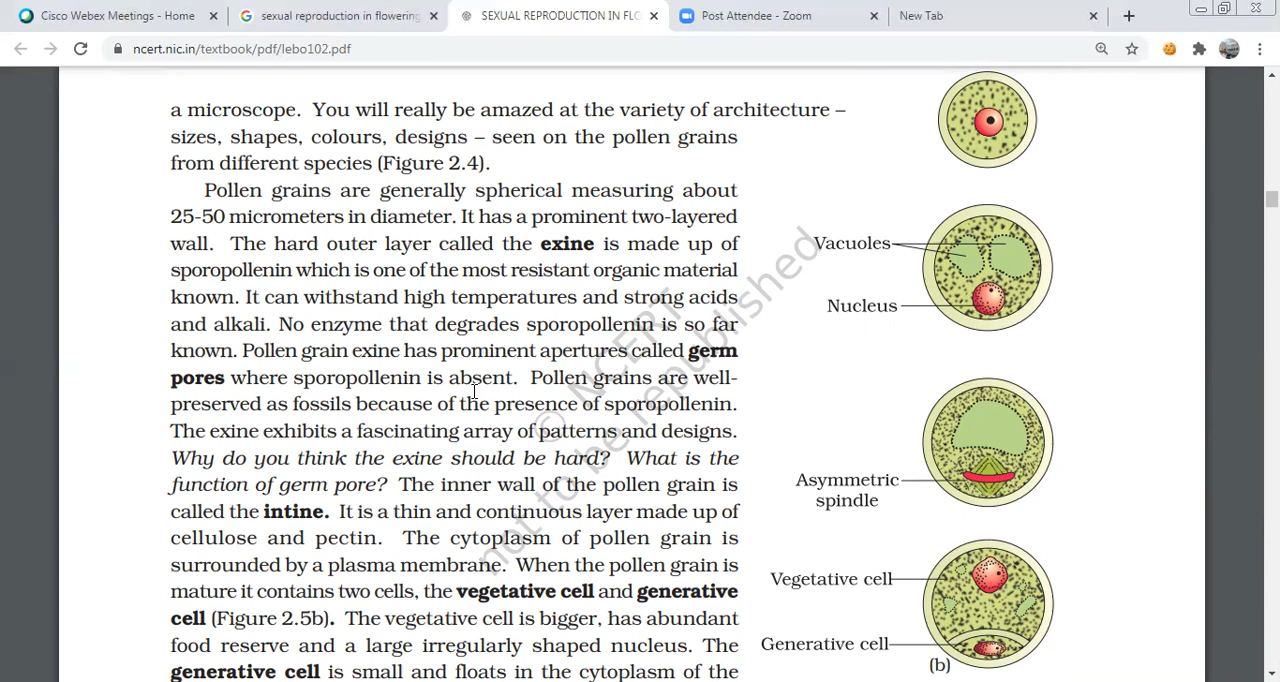 Cisco Webex Meetings - Home
sexual reproduction in flowering
SEXUAL REPRODUCTION IN FLO
Post Attendee - Zoom
New Tab
ncert.nic.in/textbook/pdf/lebo102.pdf
a microscope. You will really be amazed at the variety of architecture –
sizes, shapes, colours, designs – seen on the pollen grains
from different species (Figure 2.4).
Pollen grains are generally spherical measuring about
25-50 micrometers in diameter. It has a prominent two-layered
wall. The hard outer layer called the exine is made up of
sporopollenin which is one of the most resistant organic material
known. It can withstand high temperatures and strong acids
and alkali. No enzyme that degrades sporopollenin is so far
known. Pollen grain exine has prominent apertures called germ
pores where sporopollenin is absent. Pollen grains are well-
preserved as fossils because of the presence of sporopollenin.
The exine exhibits a fascinating array of patterns and designs.
Why do you think the exine should be hard? What is the
function of germ pore? The inner wall of the pollen grain is
called the intine. It is a thin and continuous layer made up of
cellulose and pectin. The cytoplasm of pollen grain is
surrounded by a plasma membrane. When the pollen grain is
mature it contains two cells, the vegetative cell and generative
cell (Figure 2.5b). The vegetative cell is bigger, has abundant
food reserve and a large irregularly shaped nucleus. The
generative cell is small and floats in the cytoplasm of the
Vacuoles
Nucleus
Asymmetric
spindle
Vegetative cell
Generative cell
(b)
© NCERT
not to be republished